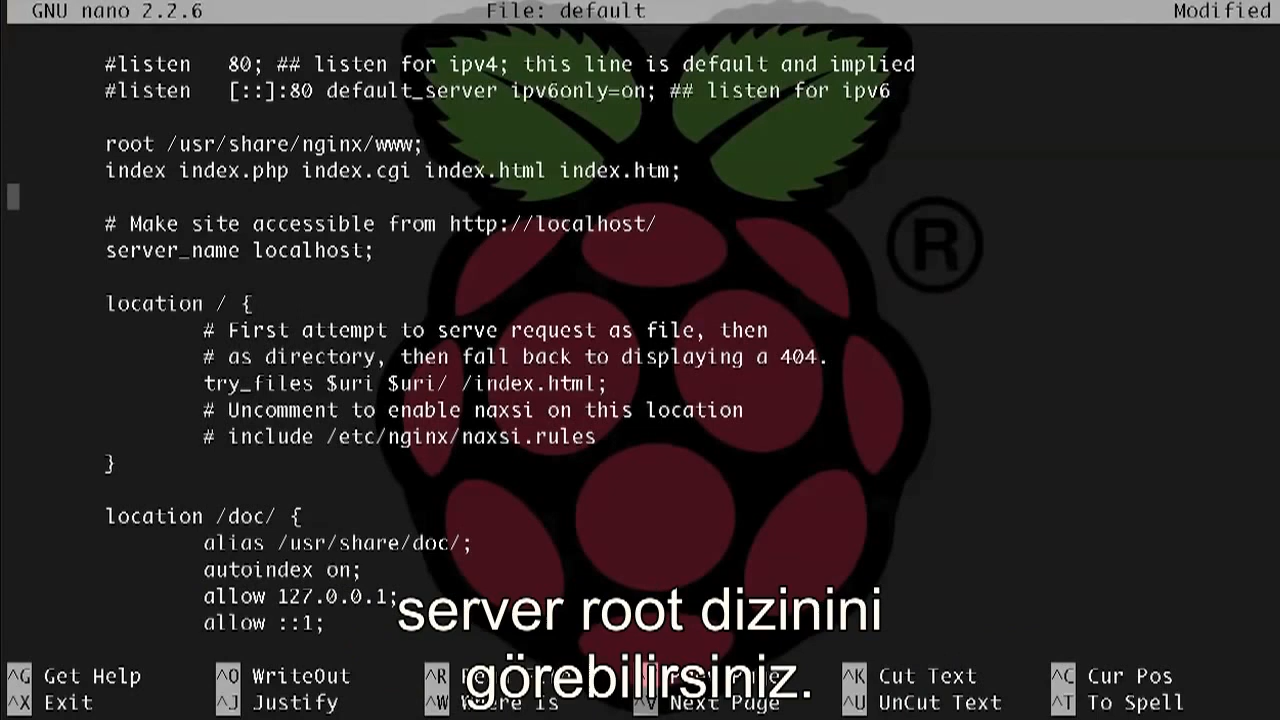 GNU nano 2.2.6 File: default Modified
#listen 80; ## listen for ipv4; this line is default and implied
#listen [::]:80 default_server ipv6only=on; ## listen for ipv6
root /usr/share/nginx/www;
index index.php index.cgi index.html index.htm;
# Make site accessible from http://localhost/
server_name localhost;
location / {
# First attempt to serve request as file, then
# as directory, then fall back to displaying a 404.
try_files $uri $uri/ /index.html;
# Uncomment to enable naxsi on this location
# include /etc/nginx/naxsi.rules
}
location /doc/ {
alias /usr/share/doc/;
autoindex on;
allow 127.0.0.1;
allow ::1;
server root dizinini
görebilirsiniz.
^G Get Help ^O WriteOut ^R ^K Cut Text ^C Cur Pos
^X Exit ^J Justify ^W Where Is ^V Next Page ^U UnCut Text ^T To Spell
®